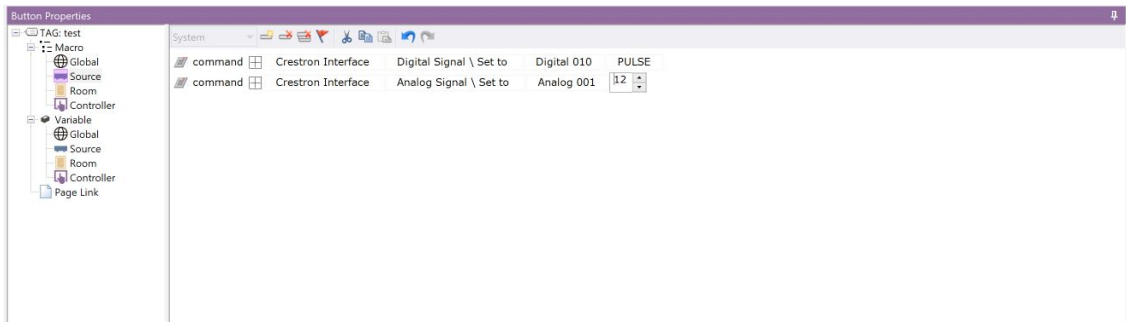 Button Properties
TAG: test
Macro
Global
Source
Room
Controller
Variable
Global
Source
Room
Controller
Page Link
System
command Crestron Interface Digital Signal \ Set to Digital 010 PULSE
command Crestron Interface Analog Signal \ Set to Analog 001 12